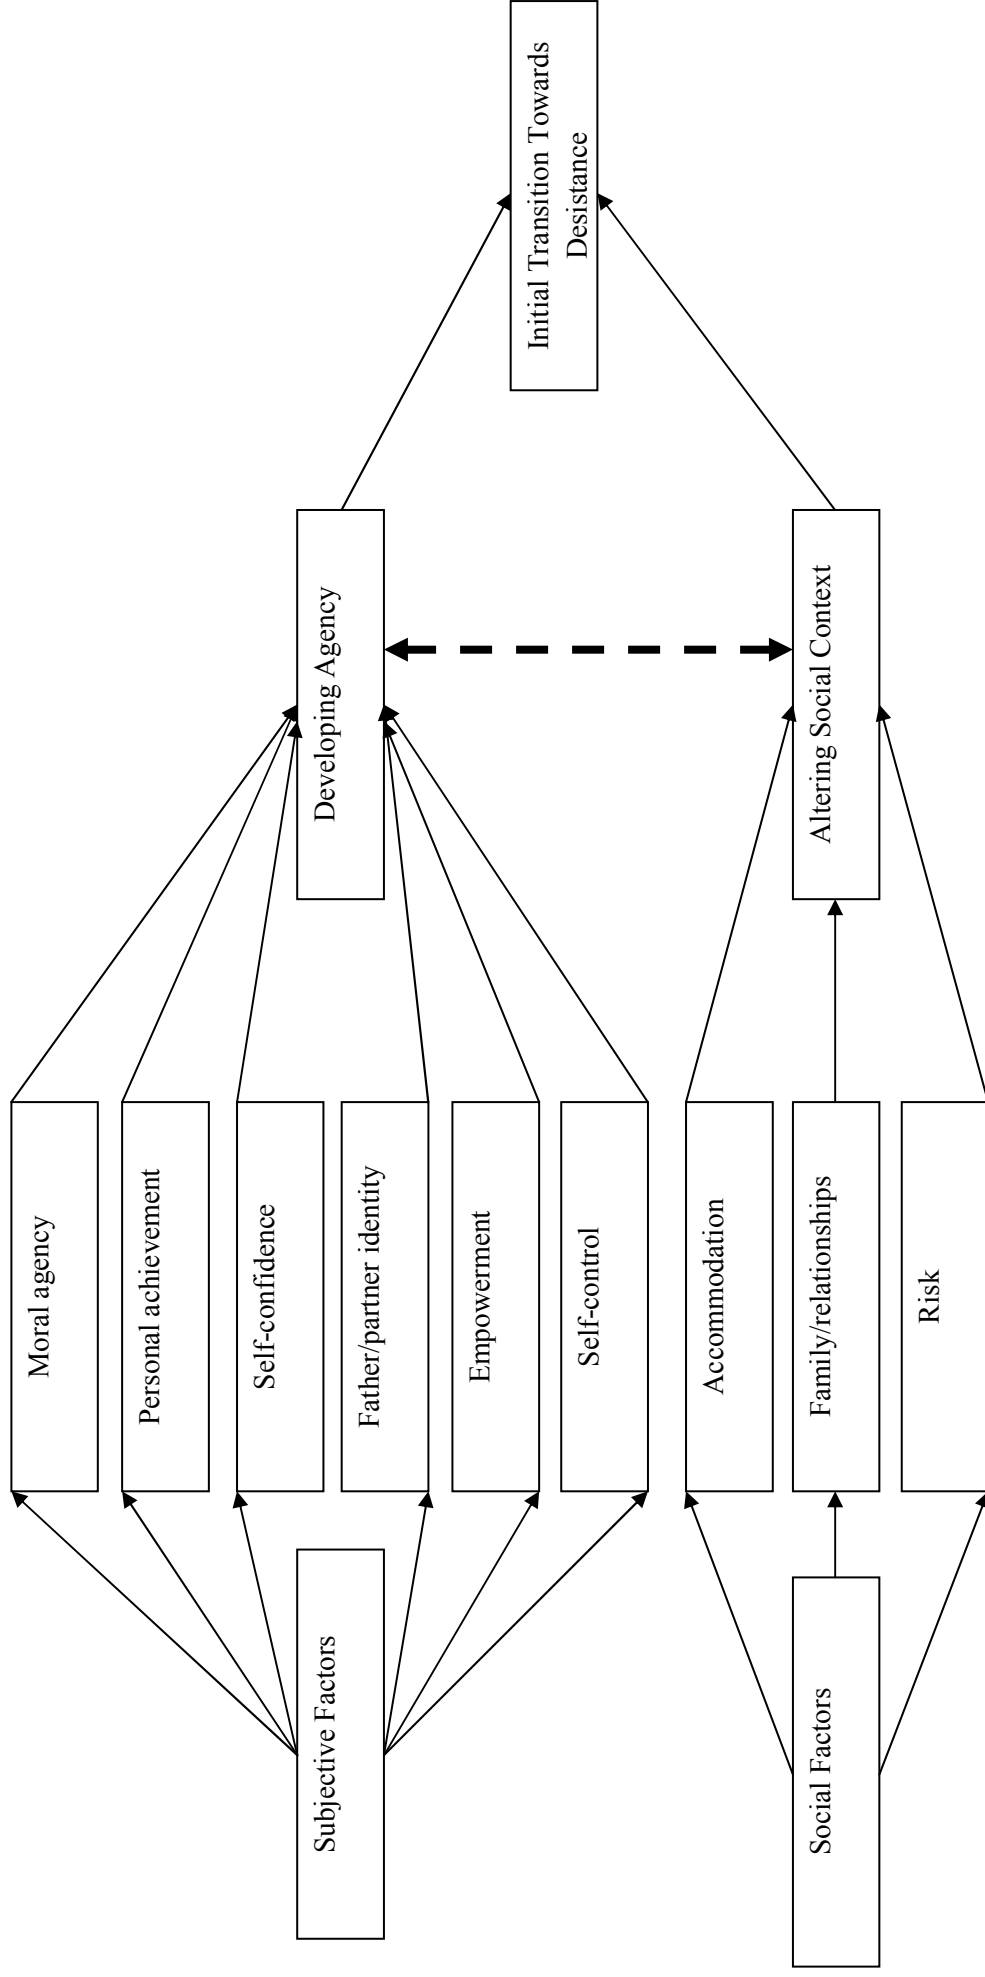 Subjective Factors
Moral agency
Personal achievement
Self-confidence
Father/partner identity
Empowerment
Self-control
Developing Agency
Social Factors
Accommodation
Family/relationships
Risk
Altering Social Context
Initial Transition Towards
Desistance